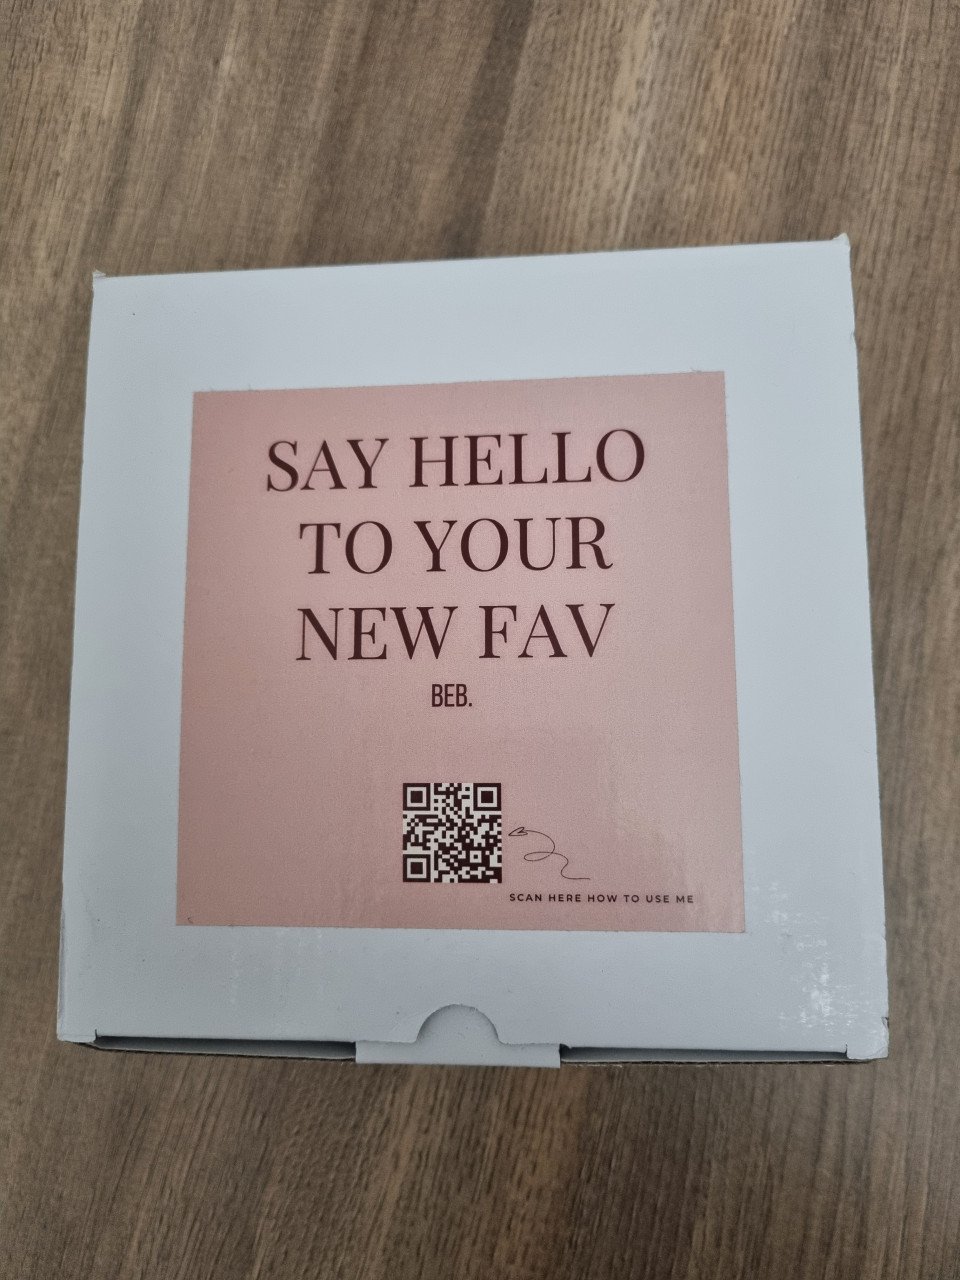 SAY HELLO
TO YOUR
NEW FAV
BEB.
SCAN HERE HOW TO USE ME